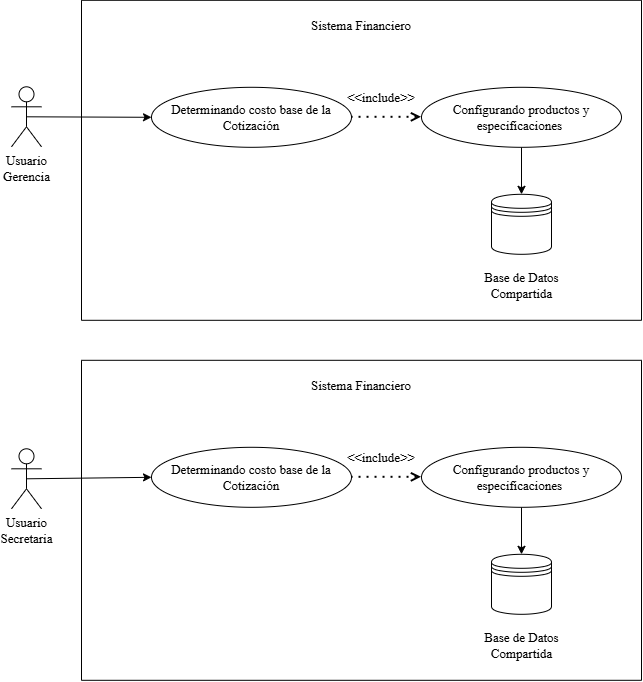 Sistema Financiero
<<include>>
Determinando costo base de la
Cotización
Configurando productos y
especificaciones
Usuario
Gerencia
Base de Datos
Compartida
Sistema Financiero
<<include>>
Determinando costo base de la
Cotización
Configurando productos y
especificaciones
Usuario
Secretaria
Base de Datos
Compartida